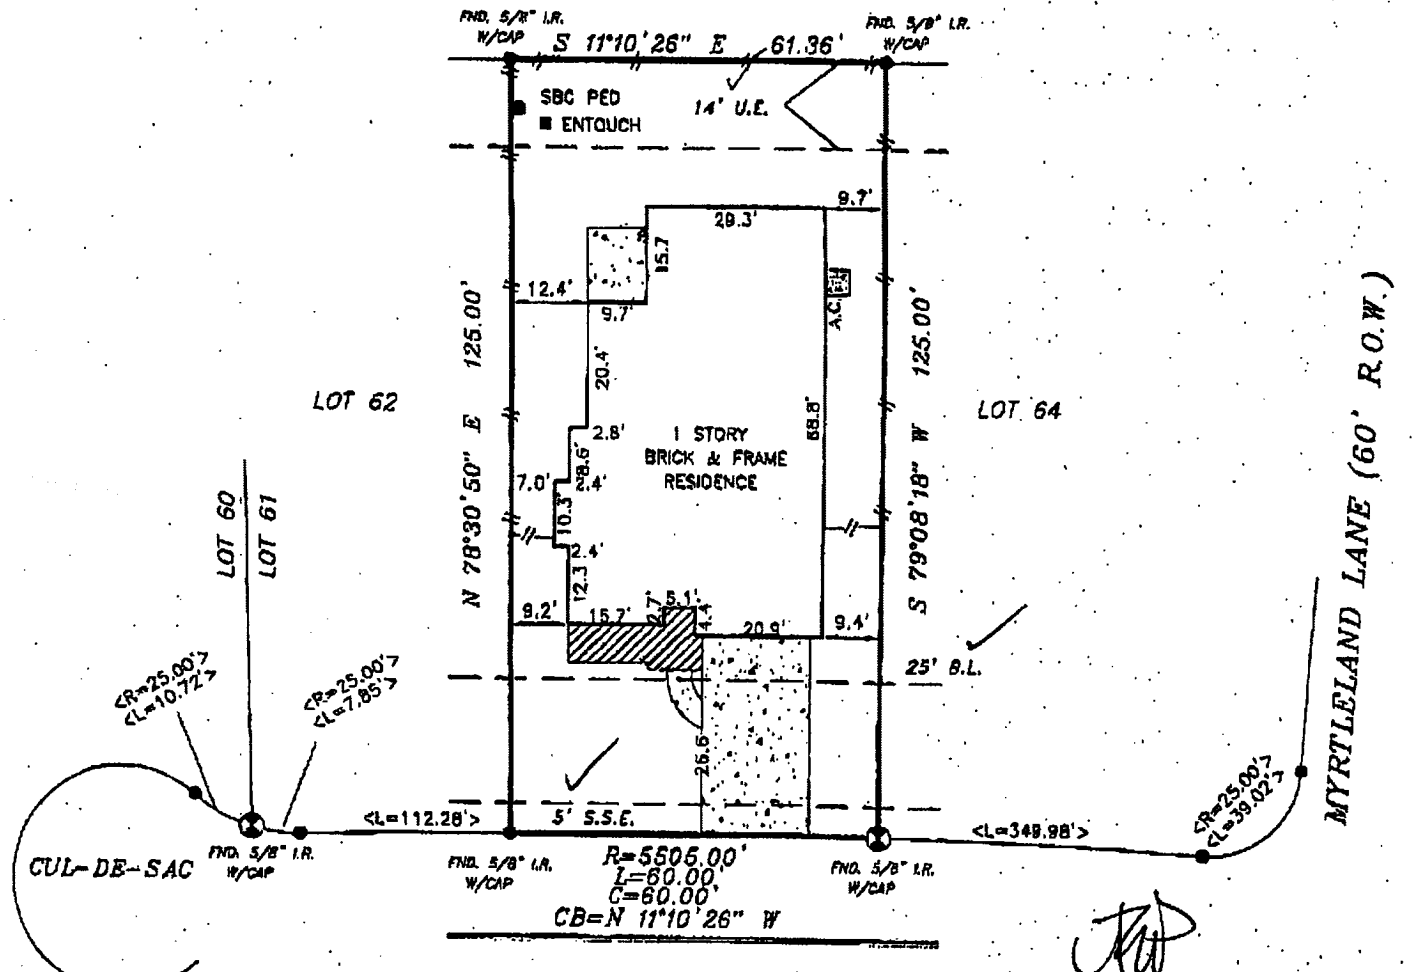 FND. 5/8" I.R.
W/CAP
FND. 5/8" I.R.
W/CAP
S 11°10'26" E 61.36'
SBC PED
ENTOUCH
14' U.E.
9.7'
29.3'
15.7
12.4'
9.7'
A.C.
N 78°30'50" E 125.00'
S 79°08'18" W 125.00'
20.4'
LOT 62
LOT 64
2.8'
68.8'
1 STORY
BRICK & FRAME
RESIDENCE
8.6'
7.0'
2.4'
10.3'
2.4'
12.3'
LOT 60
LOT 61
9.2'
15.7'
2.7'
5.1'
4.4
20.9'
9.4'
25' B.L.
<R=25.00'>
<L=10.72'>
<R=25.00'>
<L=7.85'>
26.6'
MYRTLELAND LANE (60' R.O.W.)
<R=25.00'>
<L=39.02'>
<L=112.28'>
5' S.S.E.
<L=349.98'>
CUL-DE-SAC
FND. 5/8" I.R.
W/CAP
FND. 5/8" I.R.
W/CAP
R=5505.00'
L=60.00'
C=60.00'
CB=N 11°10'26" W
FND. 5/8" I.R.
W/CAP